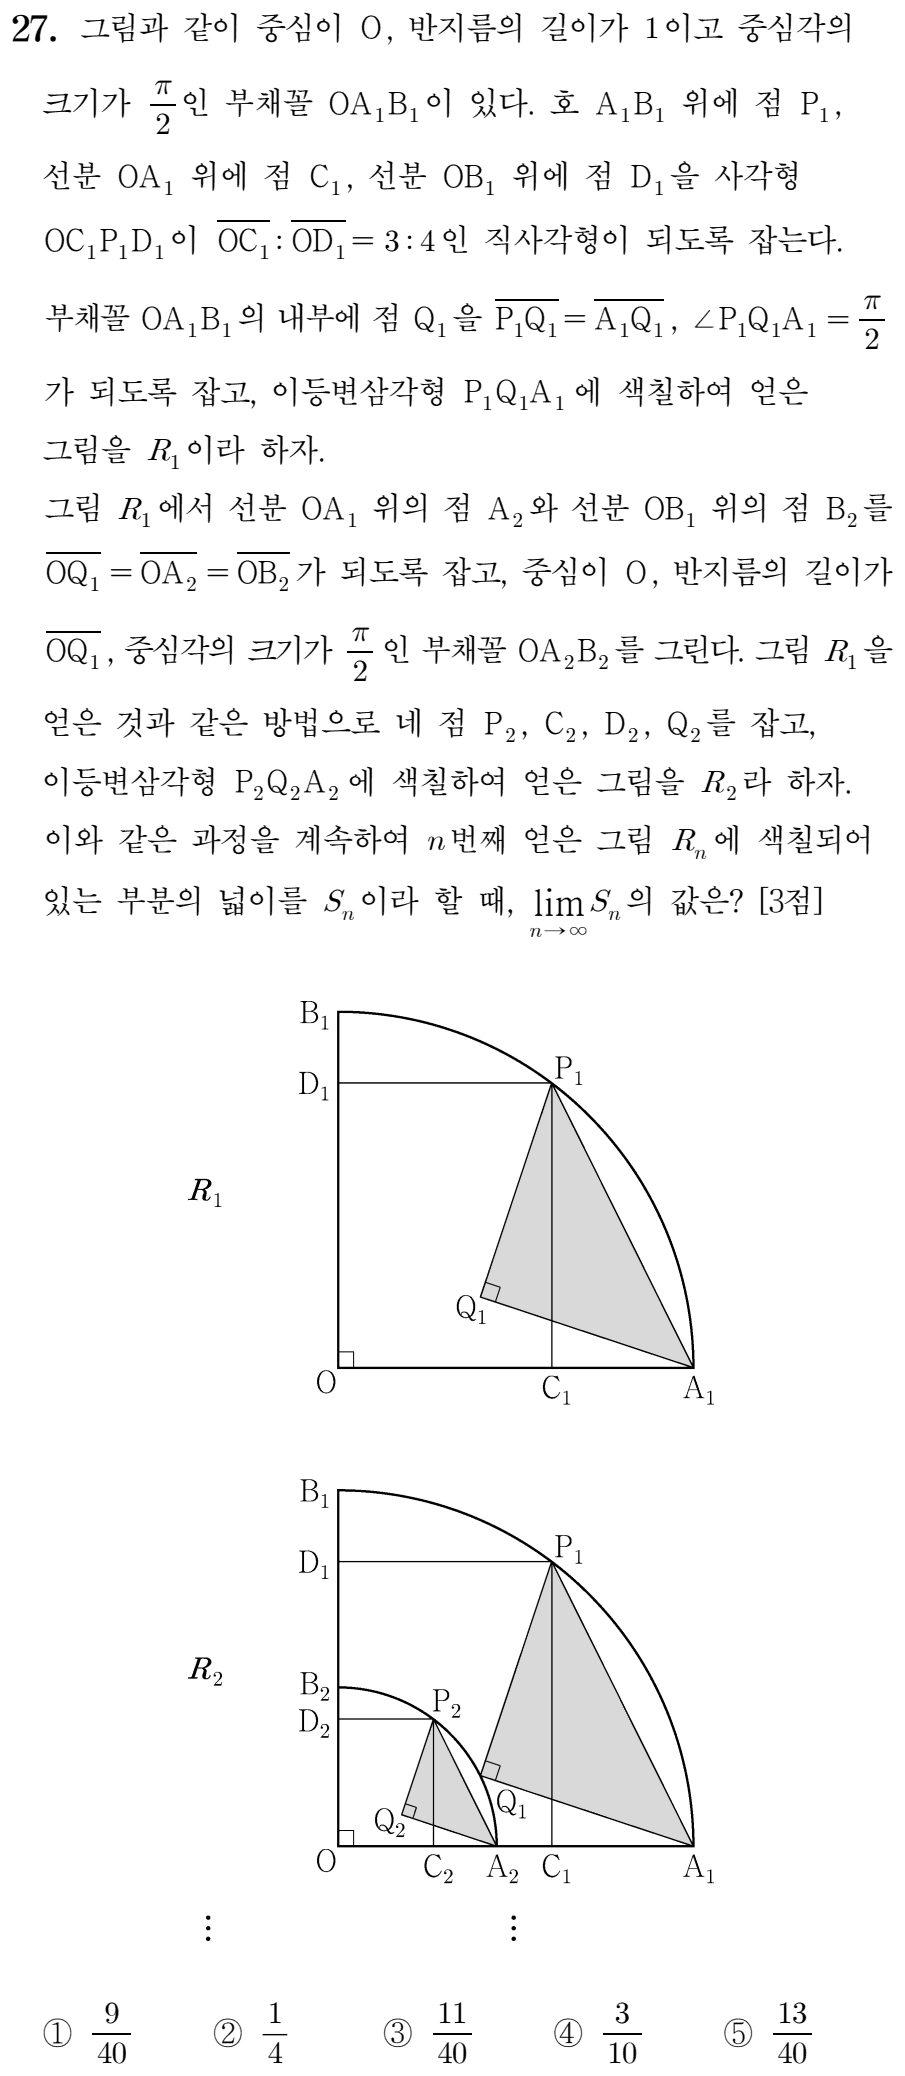 27. 그림과 같이 중심이 O, 반지름의 길이가 1이고 중심각의
크기가 π/2인 부채꼴 OA₁B₁이 있다. 호 A₁B₁ 위에 점 P₁,
선분 OA₁ 위에 점 C₁, 선분 OB₁ 위에 점 D₁을 사각형
OC₁P₁D₁이 \overline{OC₁} : \overline{OD₁} = 3 : 4인 직사각형이 되도록 잡는다.
부채꼴 OA₁B₁의 내부에 점 Q₁을 \overline{P₁Q₁} = \overline{A₁Q₁}, ∠P₁Q₁A₁ = π/2
가 되도록 잡고, 이등변삼각형 P₁Q₁A₁에 색칠하여 얻은
그림을 R₁이라 하자.
그림 R₁에서 선분 OA₁ 위의 점 A₂와 선분 OB₁ 위의 점 B₂를
\overline{OQ₁} = \overline{OA₂} = \overline{OB₂}가 되도록 잡고, 중심이 O, 반지름의 길이가
\overline{OQ₁}, 중심각의 크기가 π/2인 부채꼴 OA₂B₂를 그린다. 그림 R₁을
얻은 것과 같은 방법으로 네 점 P₂, C₂, D₂, Q₂를 잡고,
이등변삼각형 P₂Q₂A₂에 색칠하여 얻은 그림을 R₂라 하자.
이와 같은 과정을 계속하여 n번째 얻은 그림 Rₙ에 색칠되어
있는 부분의 넓이를 Sₙ이라 할 때, lim_{n→∞} Sₙ의 값은? [3점]
B₁
P₁
D₁
R₁
Q₁
O C₁ A₁
B₁
P₁
D₁
R₂
B₂
P₂
D₂
Q₁
Q₂
O C₂ A₂ C₁ A₁
⋮ ⋮
① 9/40 ② 1/4 ③ 11/40 ④ 3/10 ⑤ 13/40